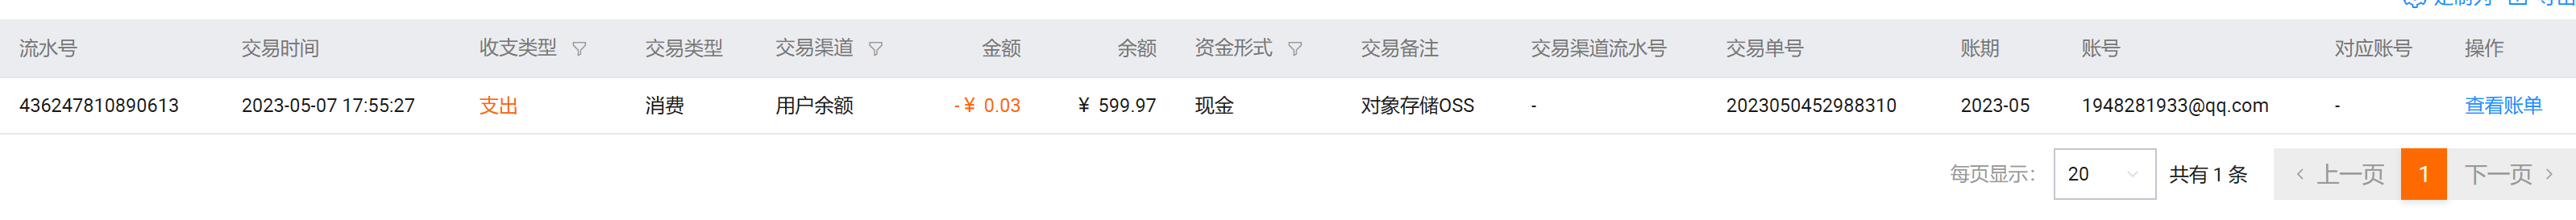 定制列 导出
流水号 交易时间 收支类型 交易类型 交易渠道 金额 余额 资金形式 交易备注 交易渠道流水号 交易单号 账期 账号 对应账号 操作
436247810890613 2023-05-07 17:55:27 支出 消费 用户余额 -¥ 0.03 ¥ 599.97 现金 对象存储OSS - 2023050452988310 2023-05 1948281933@qq.com - 查看账单
每页显示: 20 共有 1 条 上一页 1 下一页